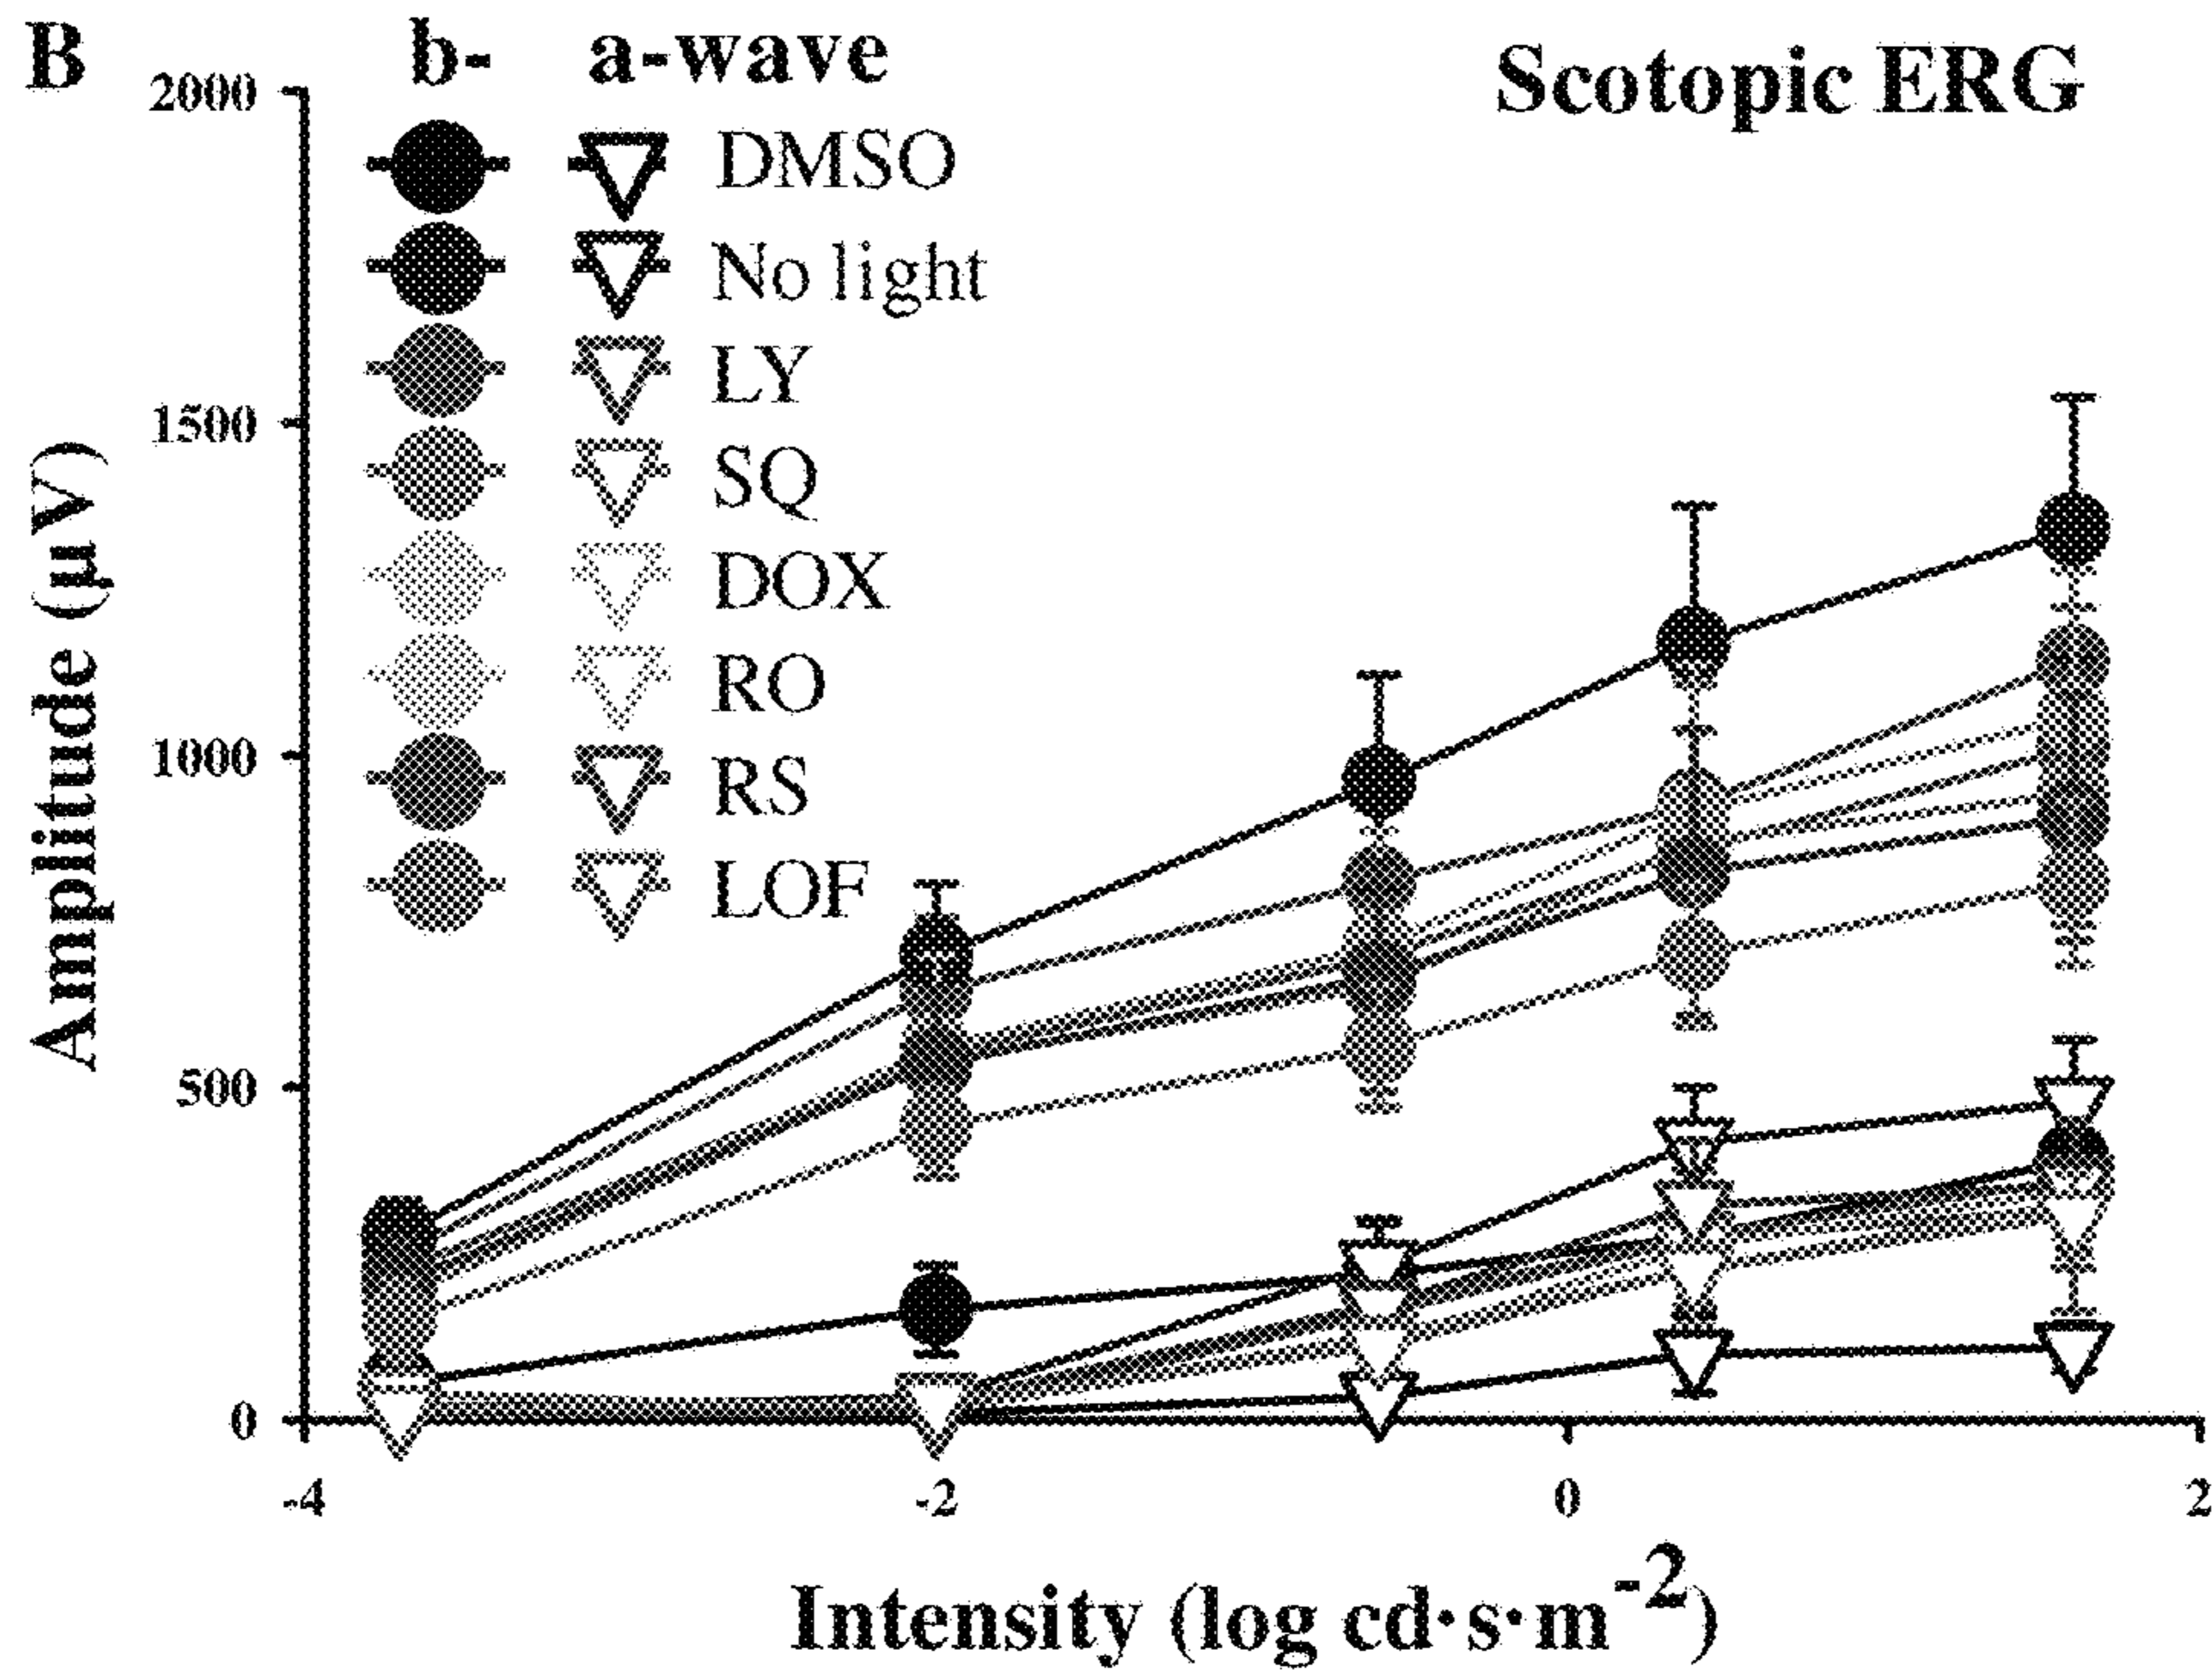 B
b- a-wave
Scotopic ERG
DMSO
No light
LY
SQ
DOX
RO
RS
LOF
Amplitude (µV)
2000
1500
1000
500
0
-4 -2 0 2
Intensity (log cd·s·m-2)